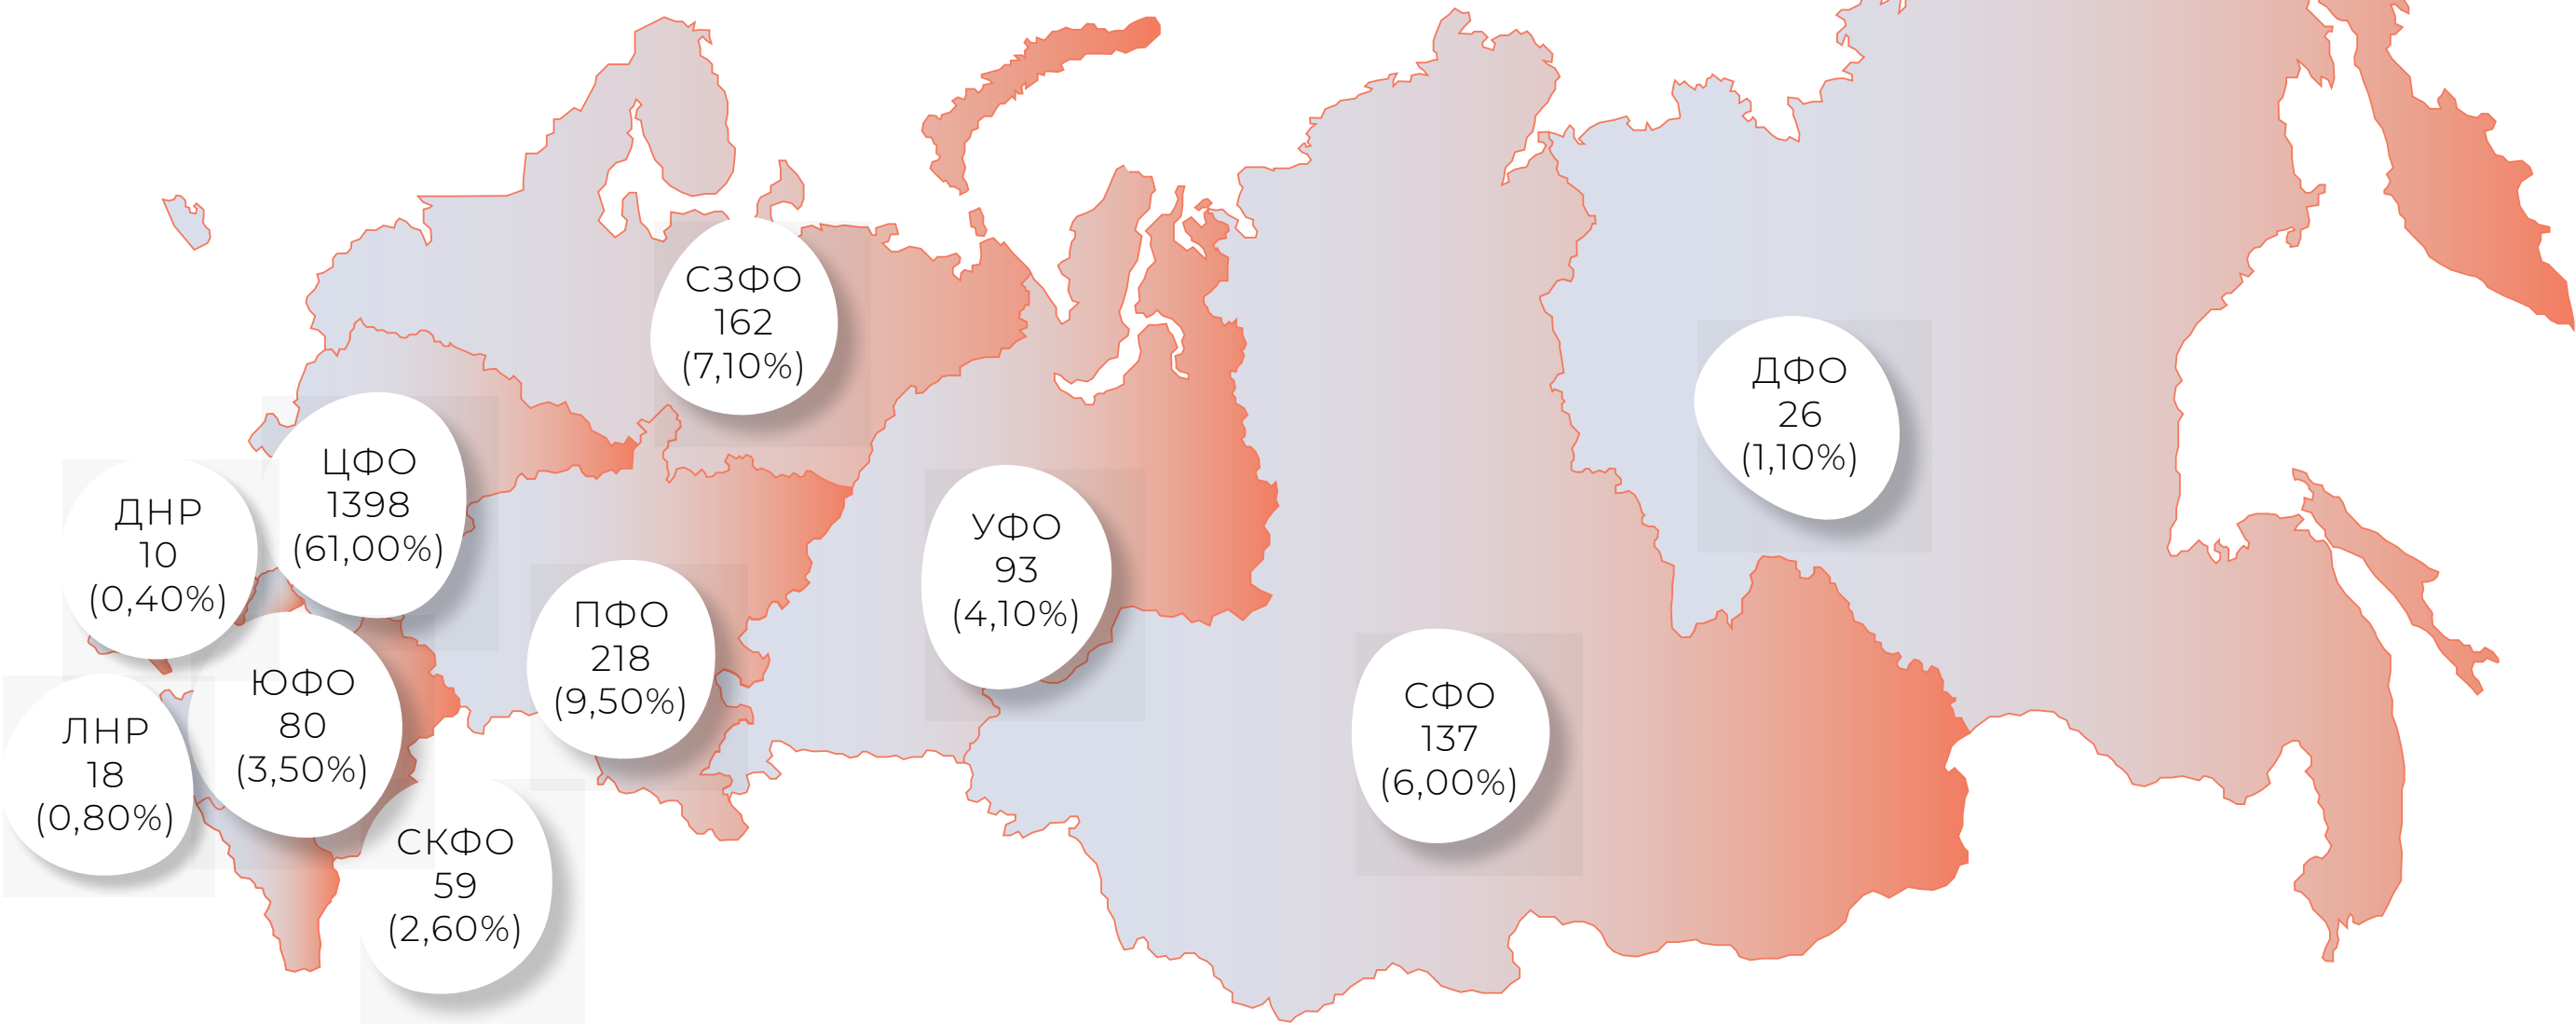 СЗФО
162
(7,10%)
ДФО
26
(1,10%)
ЦФО
1398
(61,00%)
ДНР
10
(0,40%)
УФО
93
(4,10%)
ПФО
218
(9,50%)
ЮФО
80
(3,50%)
СФО
137
(6,00%)
ЛНР
18
(0,80%)
СКФО
59
(2,60%)